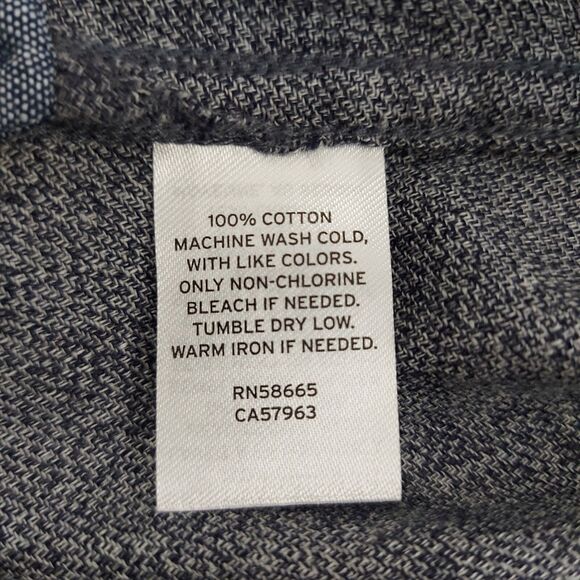 100% COTTON
MACHINE WASH COLD,
WITH LIKE COLORS.
ONLY NON-CHLORINE
BLEACH IF NEEDED.
TUMBLE DRY LOW.
WARM IRON IF NEEDED.
RN58665
CA57963